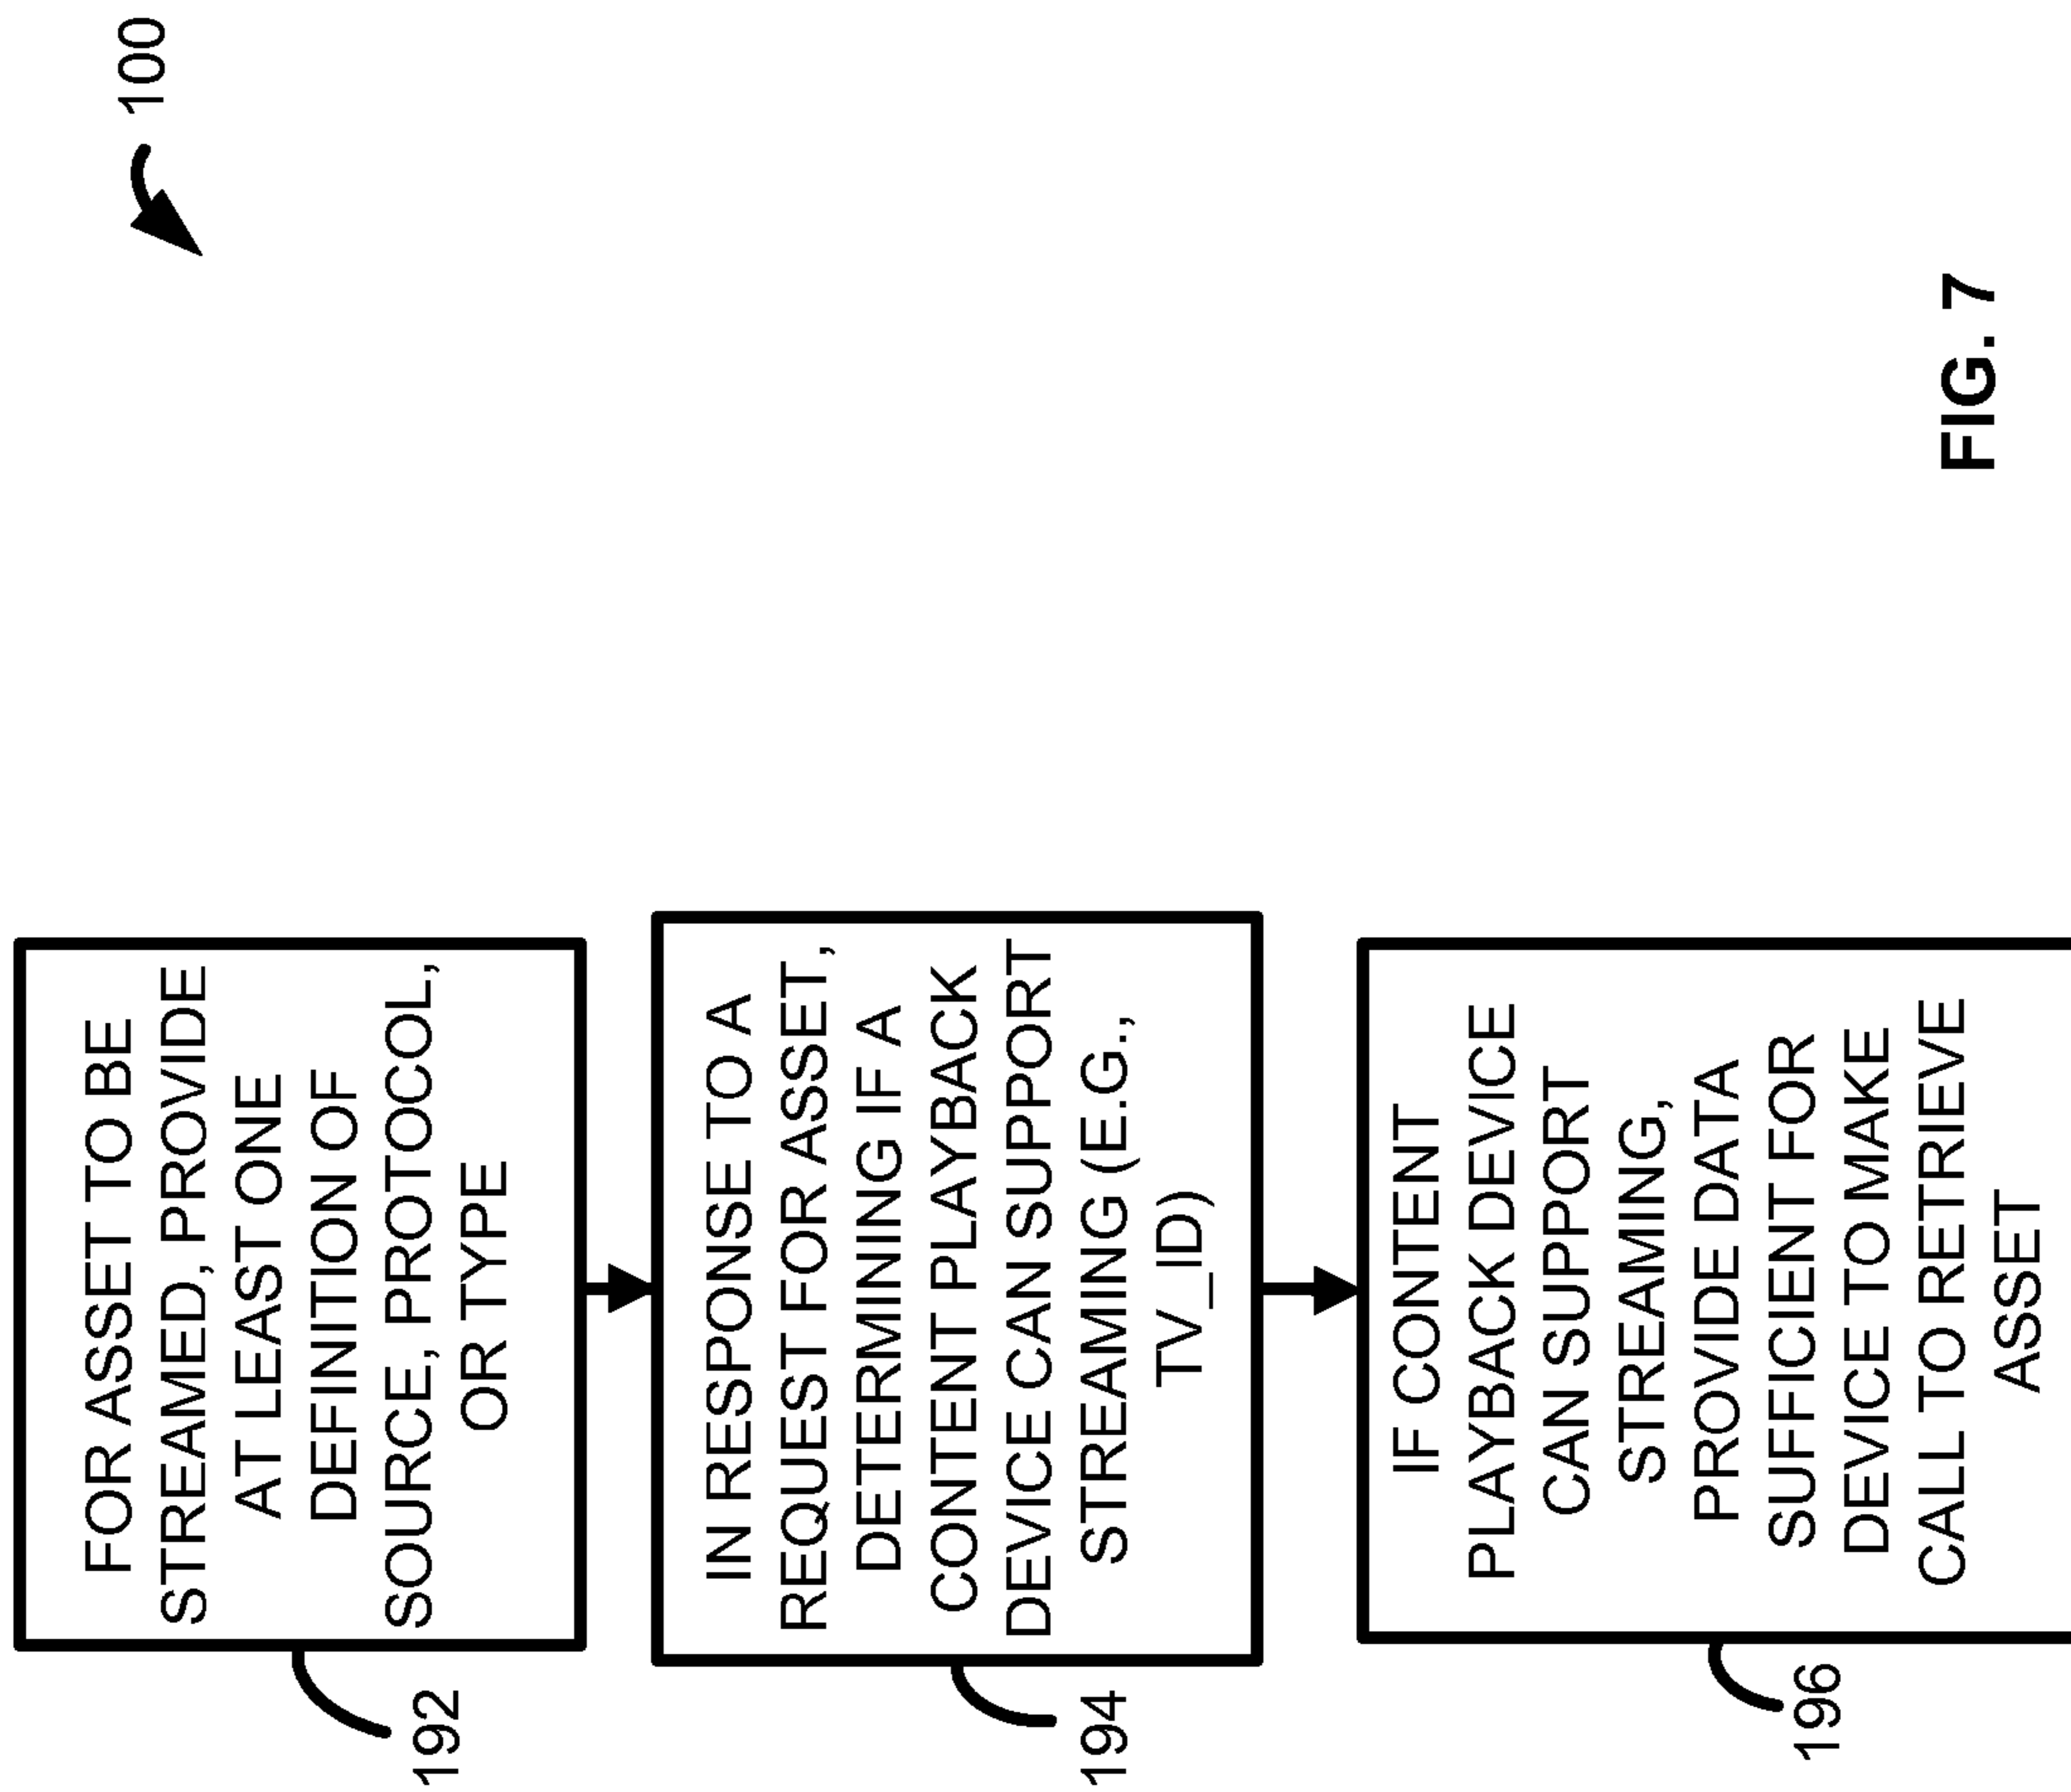 100
FOR ASSET TO BE
STREAMED, PROVIDE
AT LEAST ONE
DEFINITION OF
SOURCE, PROTOCOL,
OR TYPE
192
IN RESPONSE TO A
REQUEST FOR ASSET,
DETERMINING IF A
CONTENT PLAYBACK
DEVICE CAN SUPPORT
STREAMING (E.G.,
TV_ID)
194
IF CONTENT
PLAYBACK DEVICE
CAN SUPPORT
STREAMING,
PROVIDE DATA
SUFFICIENT FOR
DEVICE TO MAKE
CALL TO RETRIEVE
ASSET
196
FIG. 7